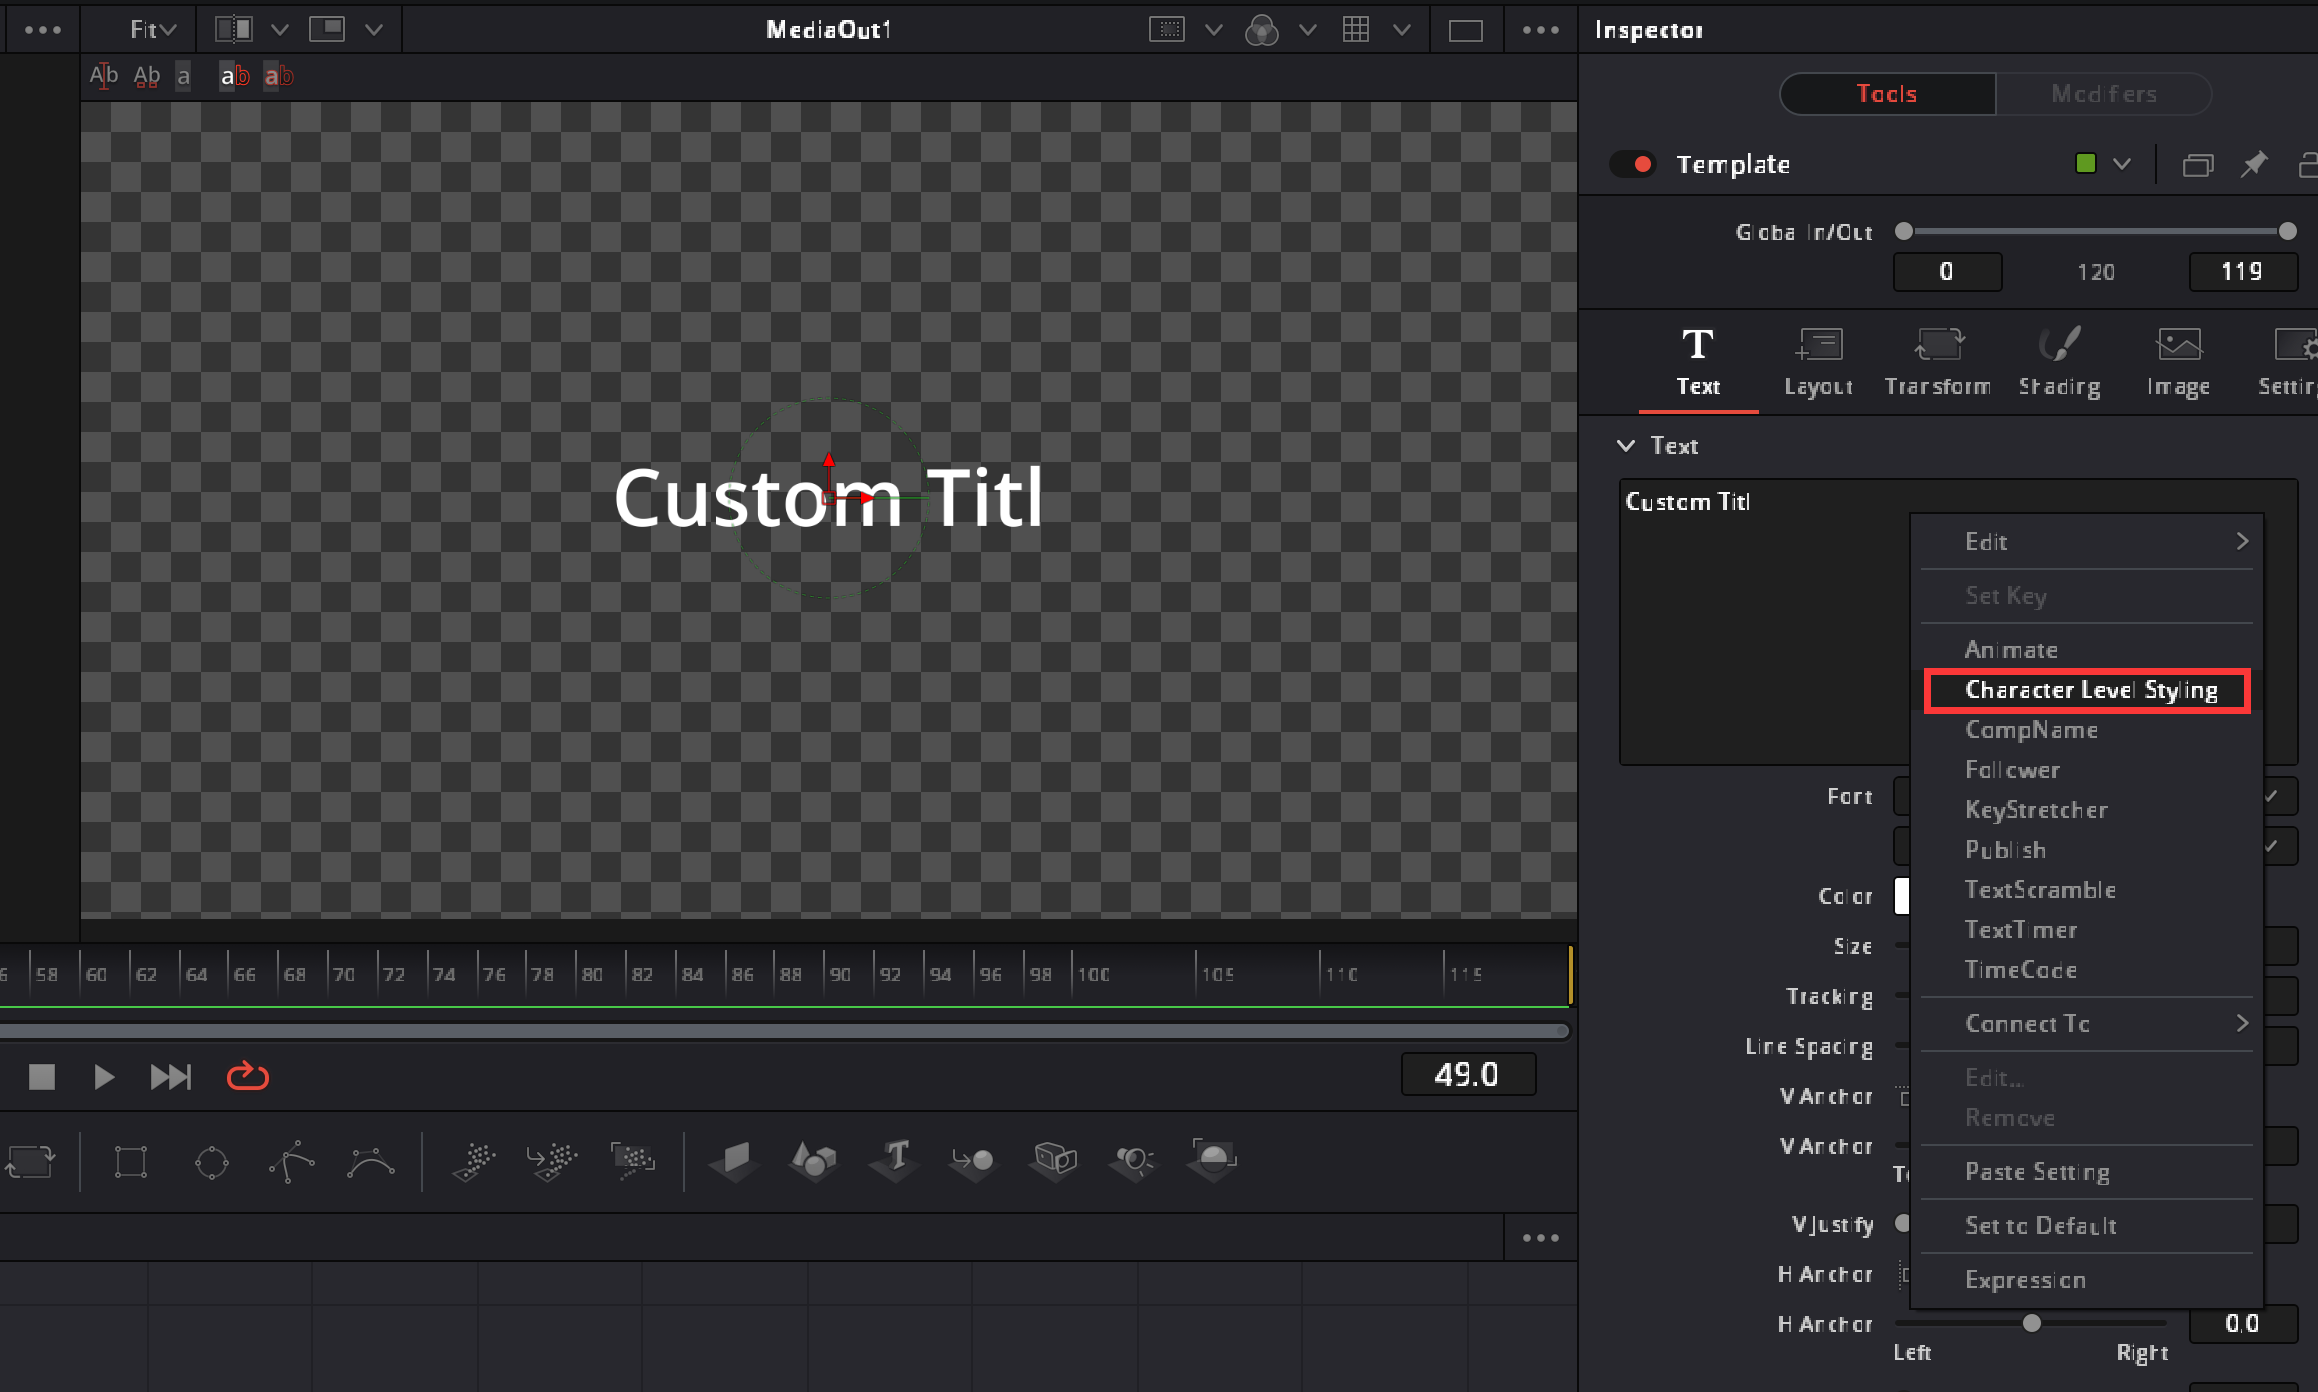 Fit
MediaOut1
Inspector
Ab Ab a ab ab
Tools
Modifiers
Template
Global In/Out
0
120
119
T
Text
Layout
Transform
Shading
Image
Text
Custom Titl
Custom Titl
Edit
Set Key
Animate
Character Level Styling
CompName
Follower
KeyStretcher
Publish
TextScramble
TextTimer
TimeCode
Connect To
Edit...
Remove
Paste Setting
Set to Default
Expression
Font
Color
Size
Tracking
Line Spacing
V Anchor
V Anchor
V Justify
H Anchor
H Anchor
0.0
Left
Right
58 60 62 64 66 68 70 72 74 76 78 80 82 84 86 88 90 92 94 96 98 100 105 110 115
49.0